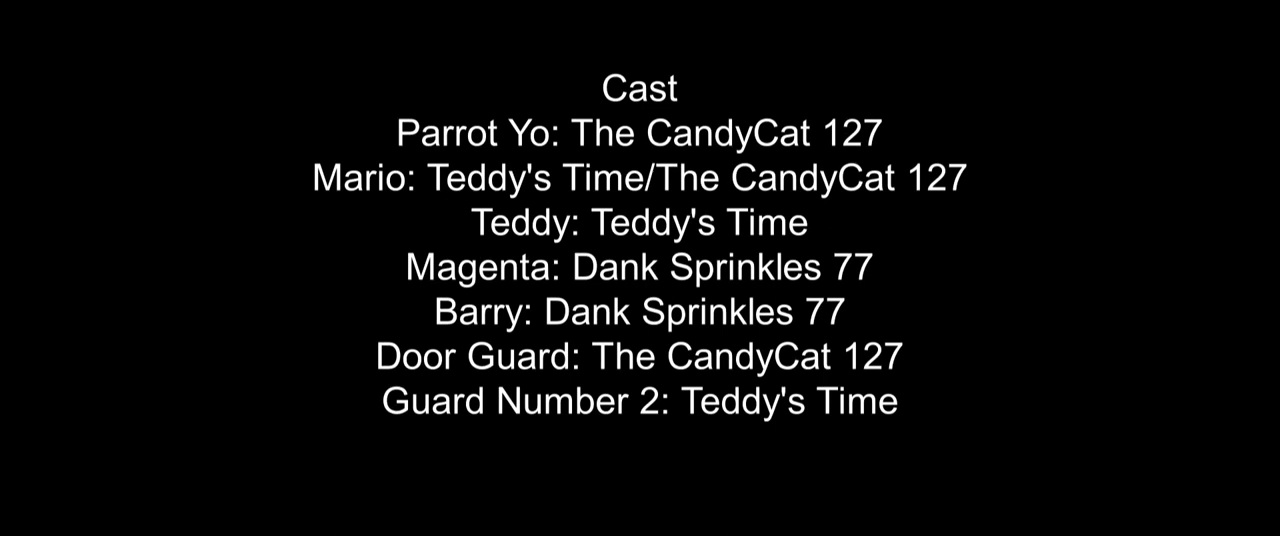 Cast
Parrot Yo: The CandyCat 127
Mario: Teddy's Time/The CandyCat 127
Teddy: Teddy's Time
Magenta: Dank Sprinkles 77
Barry: Dank Sprinkles 77
Door Guard: The CandyCat 127
Guard Number 2: Teddy's Time